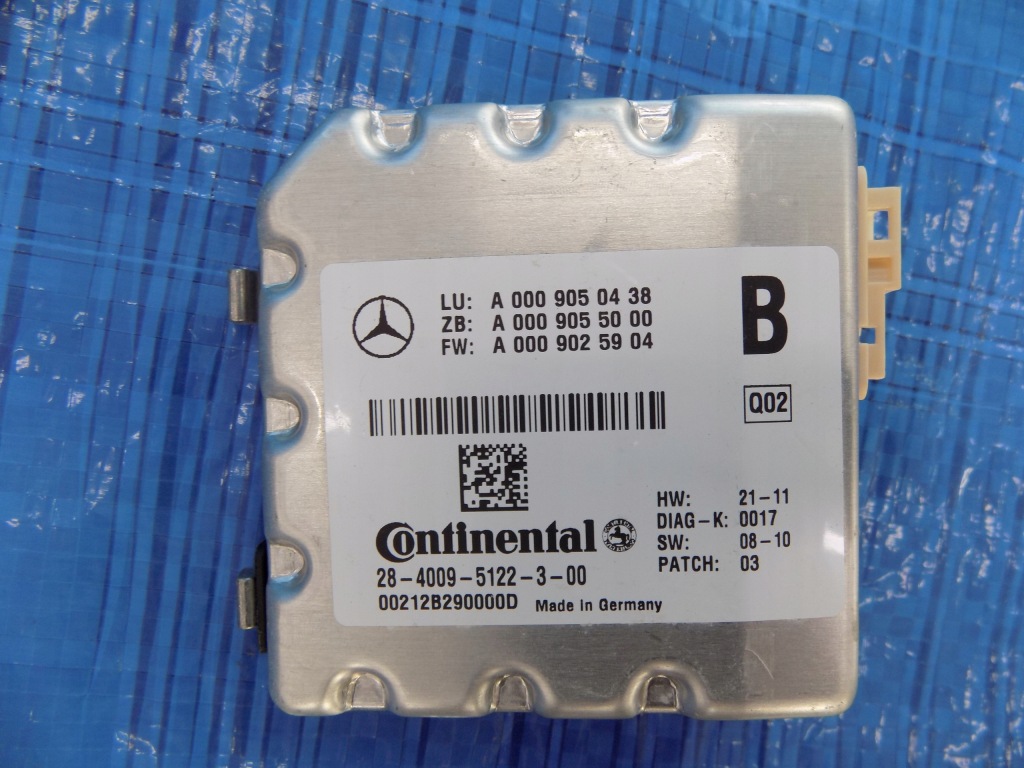 LU: A 000 905 04 38
ZB: A 000 905 50 00
FW: A 000 902 59 04
B
Q02
Continental
28-4009-5122-3-00
00212B290000D Made in Germany
HW: 21-11
DIAG-K: 0017
SW: 08-10
PATCH: 03